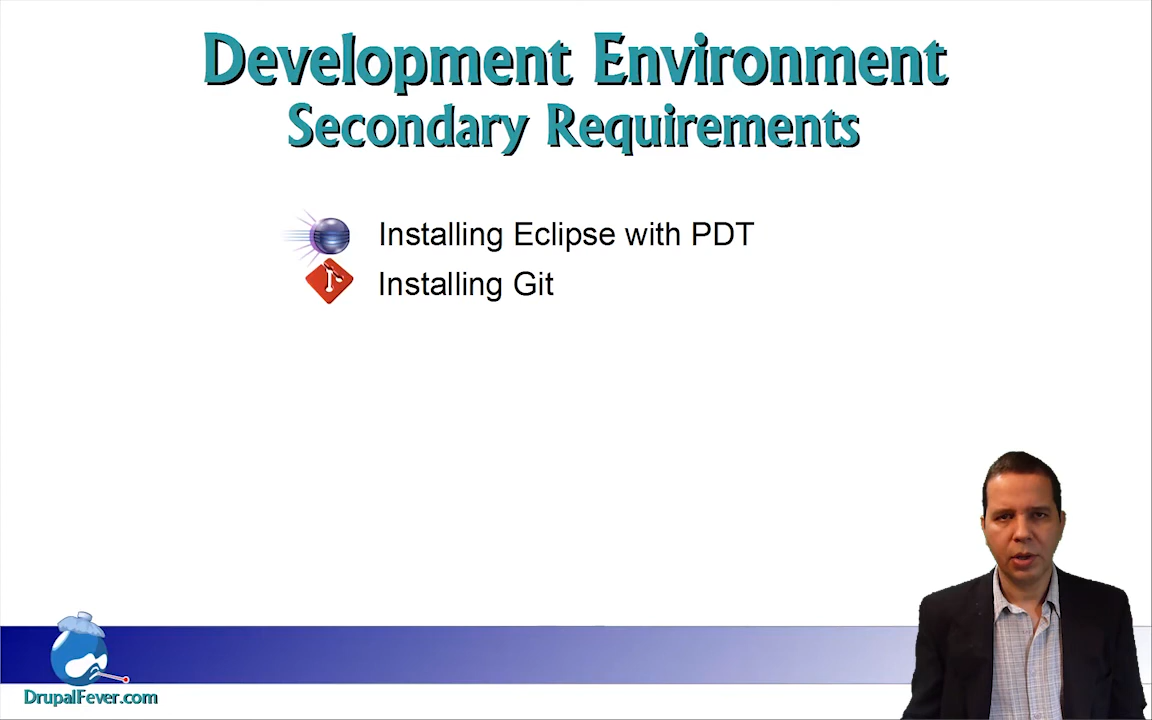 Development Environment
Secondary Requirements
Installing Eclipse with PDT
Installing Git
DrupalFever.com